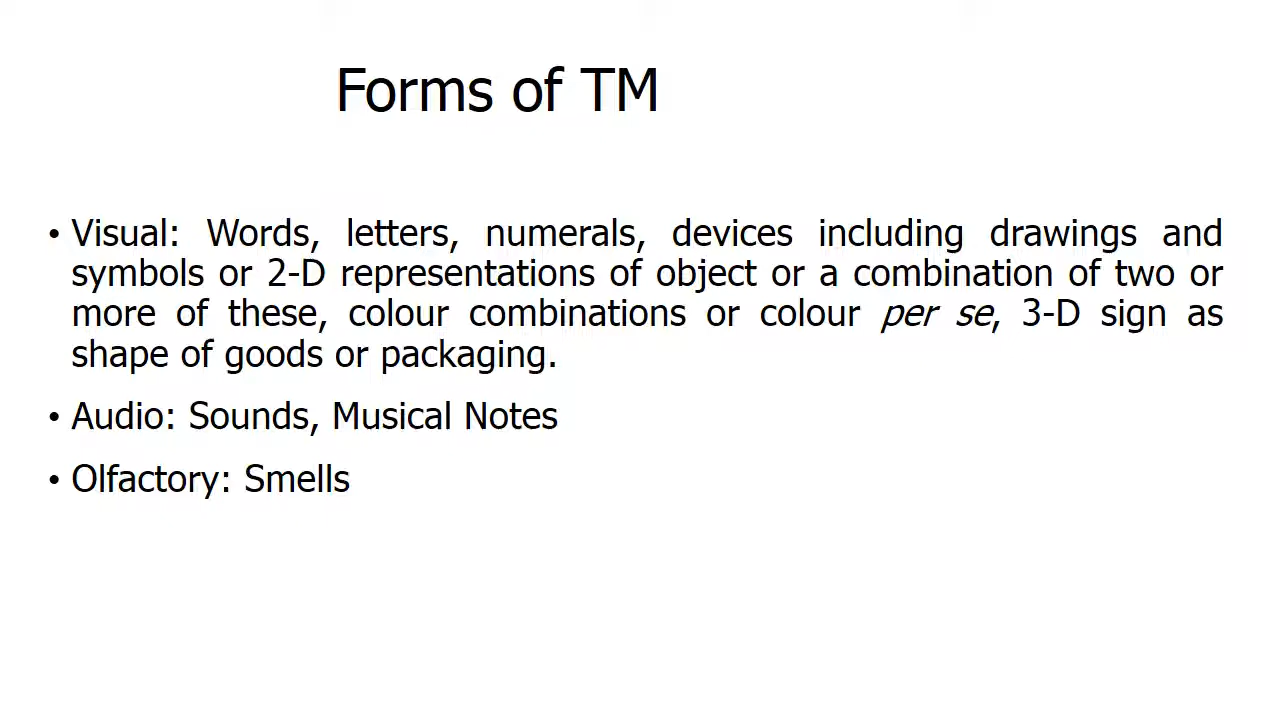 Forms of TM
• Visual: Words, letters, numerals, devices including drawings and
symbols or 2-D representations of object or a combination of two or
more of these, colour combinations or colour per se, 3-D sign as
shape of goods or packaging.
• Audio: Sounds, Musical Notes
• Olfactory: Smells